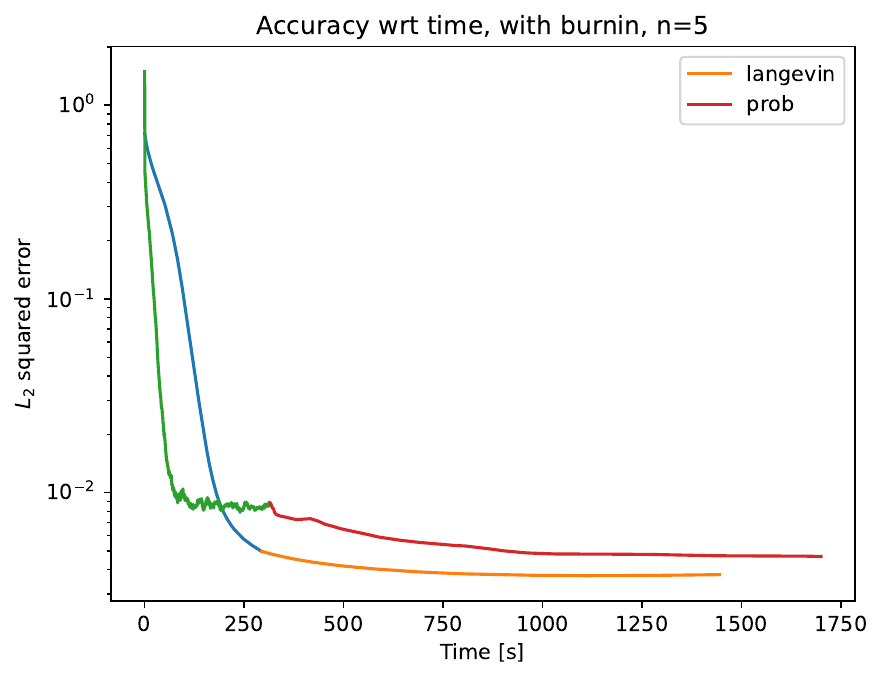 Accuracy wrt time, with burnin, n=5
langevin
prob
L₂ squared error
10⁰
10⁻¹
10⁻²
0 250 500 750 1000 1250 1500 1750
Time [s]